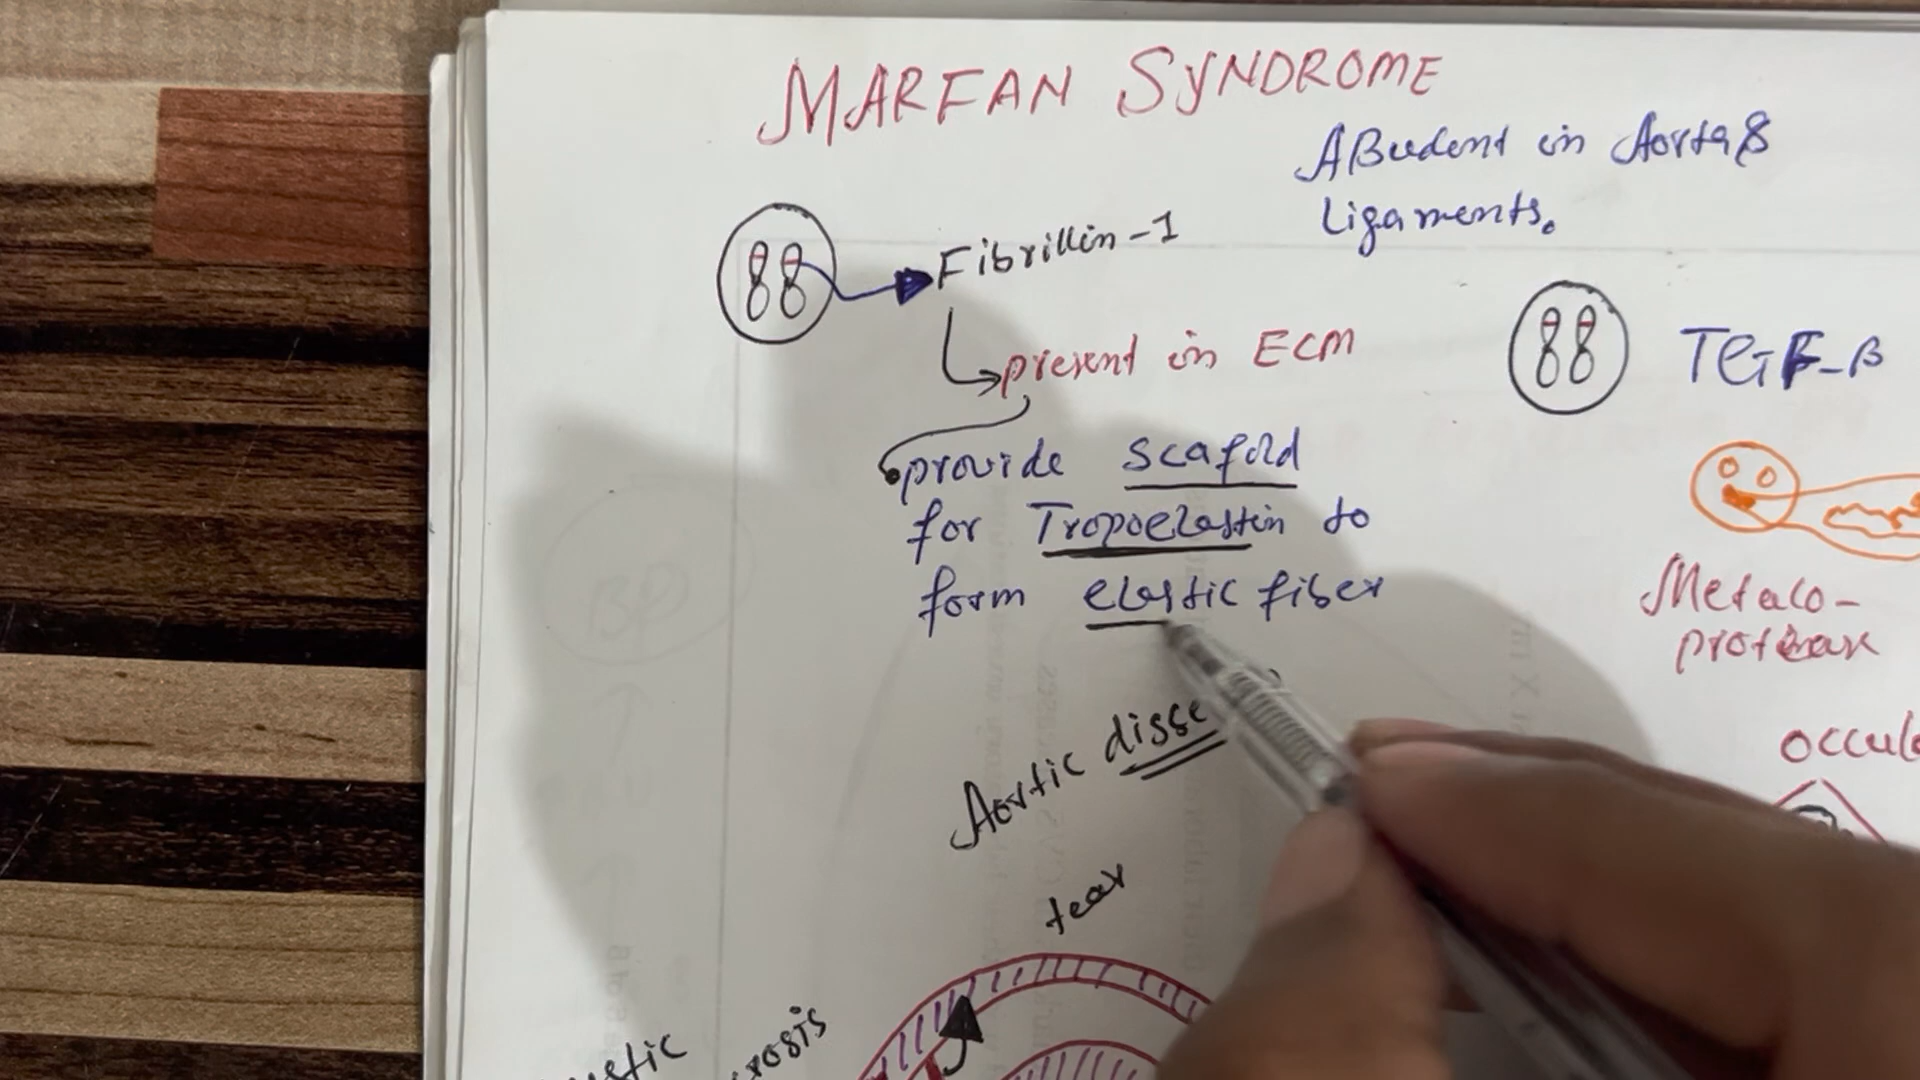 MARFAN SYNDROME
ABudent in Aorta &
Ligaments.
Fibrillin-1
present in ECM
provide scafold
for Tropoelastin to
form elastic fiber
Aortic disse
tear
TGF-B
Metalo-
occul